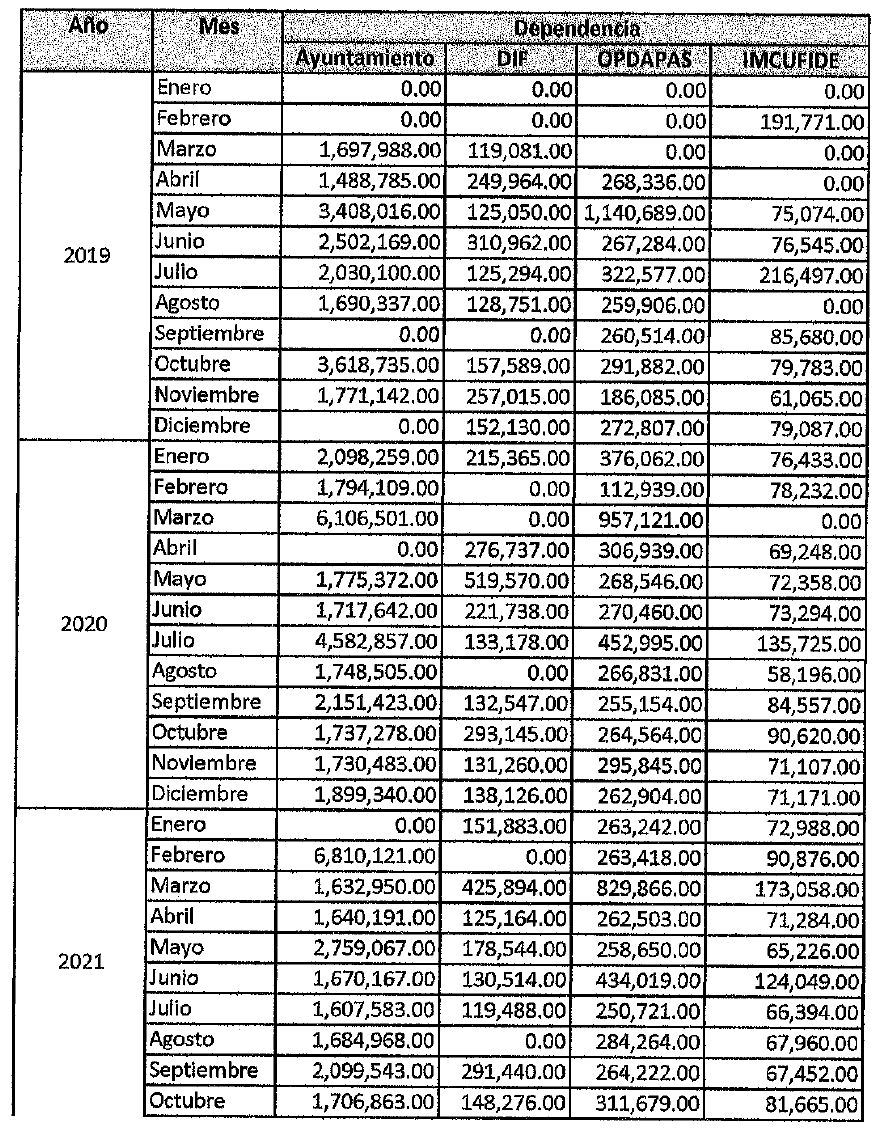 Año Mes Dependencia
Ayuntamiento DIF OPDAPAS IMCUFIDE
2019
Enero 0.00 0.00 0.00 0.00
Febrero 0.00 0.00 0.00 191,771.00
Marzo 1,697,988.00 119,081.00 0.00 0.00
Abril 1,488,785.00 249,964.00 268,336.00 0.00
Mayo 3,408,016.00 125,050.00 1,140,689.00 75,074.00
Junio 2,502,169.00 310,962.00 267,284.00 76,545.00
Julio 2,030,100.00 125,294.00 322,577.00 216,497.00
Agosto 1,690,337.00 128,751.00 259,906.00 0.00
Septiembre 0.00 0.00 260,514.00 85,680.00
Octubre 3,618,735.00 157,589.00 291,882.00 79,783.00
Noviembre 1,771,142.00 257,015.00 186,085.00 61,065.00
Diciembre 0.00 152,130.00 272,807.00 79,087.00
2020
Enero 2,098,259.00 215,365.00 376,062.00 76,433.00
Febrero 1,794,109.00 0.00 112,939.00 78,232.00
Marzo 6,106,501.00 0.00 957,121.00 0.00
Abril 0.00 276,737.00 306,939.00 69,248.00
Mayo 1,775,372.00 519,570.00 268,546.00 72,358.00
Junio 1,717,642.00 221,738.00 270,460.00 73,294.00
Julio 4,582,857.00 133,178.00 452,995.00 135,725.00
Agosto 1,748,505.00 0.00 266,831.00 58,196.00
Septiembre 2,151,423.00 132,547.00 255,154.00 84,557.00
Octubre 1,737,278.00 293,145.00 264,564.00 90,620.00
Noviembre 1,730,483.00 131,260.00 295,845.00 71,107.00
Diciembre 1,899,340.00 138,126.00 262,904.00 71,171.00
2021
Enero 0.00 151,883.00 263,242.00 72,988.00
Febrero 6,810,121.00 0.00 263,418.00 90,876.00
Marzo 1,632,950.00 425,894.00 829,866.00 173,058.00
Abril 1,640,191.00 125,164.00 262,503.00 71,284.00
Mayo 2,759,067.00 178,544.00 258,650.00 65,226.00
Junio 1,670,167.00 130,514.00 434,019.00 124,049.00
Julio 1,607,583.00 119,488.00 250,721.00 66,394.00
Agosto 1,684,968.00 0.00 284,264.00 67,960.00
Septiembre 2,099,543.00 291,440.00 264,222.00 67,452.00
Octubre 1,706,863.00 148,276.00 311,679.00 81,665.00